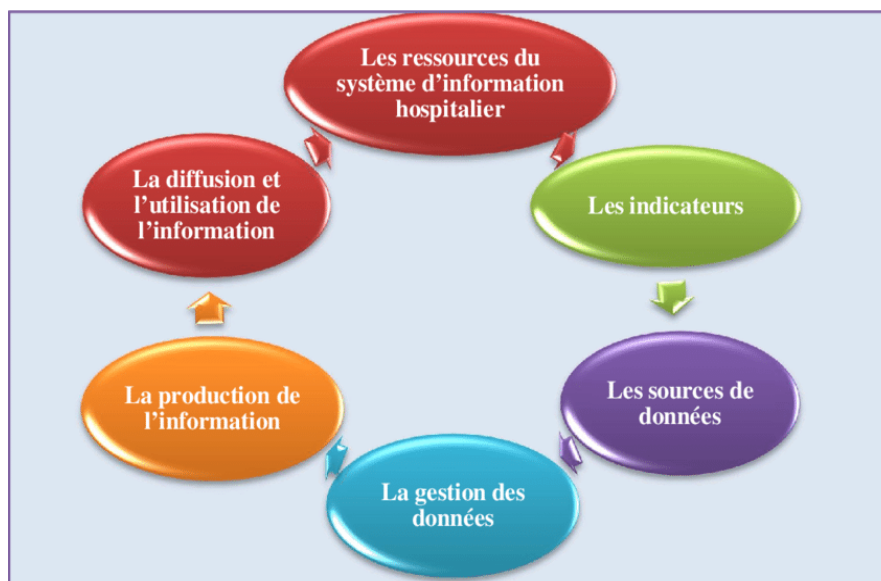 Les ressources du
système d’information
hospitalier
Les indicateurs
Les sources de
données
La gestion des
données
La production de
l’information
La diffusion et
l’utilisation de
l’information